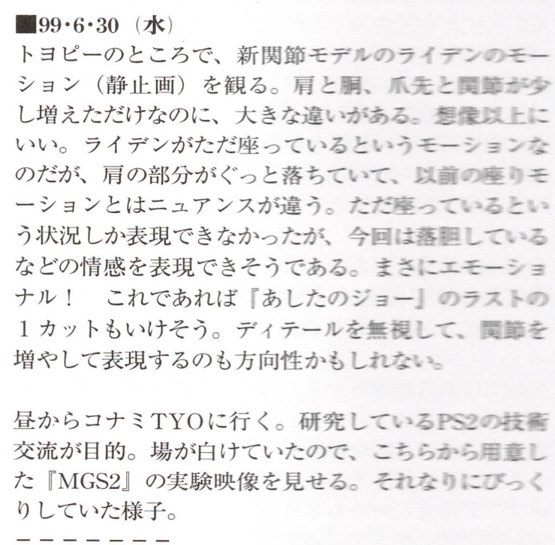 ■99・6・30（水）
トヨピーのところで、新関節モデルのライデンのモー
ション（静止画）を観る。肩と胴、爪先と関節が少
し増えただけなのに、大きな違いがある。想像以上に
いい。ライデンがただ座っているというモーションな
のだが、肩の部分がぐっと落ちていて、以前の座りモ
ーションとはニュアンスが違う。ただ座っているとい
う状況しか表現できなかったが、今回は落胆している
などの情感を表現できそうである。まさにエモーショ
ナル！　これであれば『あしたのジョー』のラストの
１カットもいけそう。ディテールを無視して、関節を
増やして表現するのも方向性かもしれない。
昼からコナミTYOに行く。研究しているPS2の技術
交流が目的。場が白けていたので、こちらから用意し
た『MGS2』の実験映像を見せる。それなりにびっく
りしていた様子。